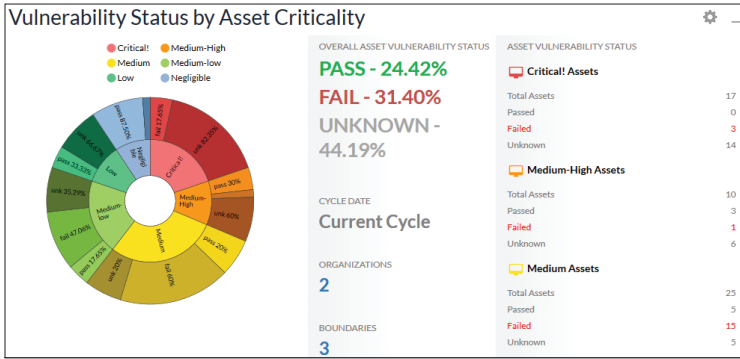 Vulnerability Status by Asset Criticality
Critical!
Medium-High
Medium
Medium-low
Low
Negligible
fail 17.65%
unk 82.35%
pass 30%
unk 60%
pass 20%
fail 60%
unk 20%
pass 17.65%
fail 47.06%
unk 35.29%
pass 33.33%
unk 66.67%
pass 87.50%
Critical!
Medium-
High
Medium
Medium-
low
Low
Negligi
ble
OVERALL ASSET VULNERABILITY STATUS
PASS - 24.42%
FAIL - 31.40%
UNKNOWN -
44.19%
CYCLE DATE
Current Cycle
ORGANIZATIONS
2
BOUNDARIES
3
ASSET VULNERABILITY STATUS
Critical! Assets
Total Assets 17
Passed 0
Failed 3
Unknown 14
Medium-High Assets
Total Assets 10
Passed 3
Failed 1
Unknown 6
Medium Assets
Total Assets 25
Passed 5
Failed 15
Unknown 5